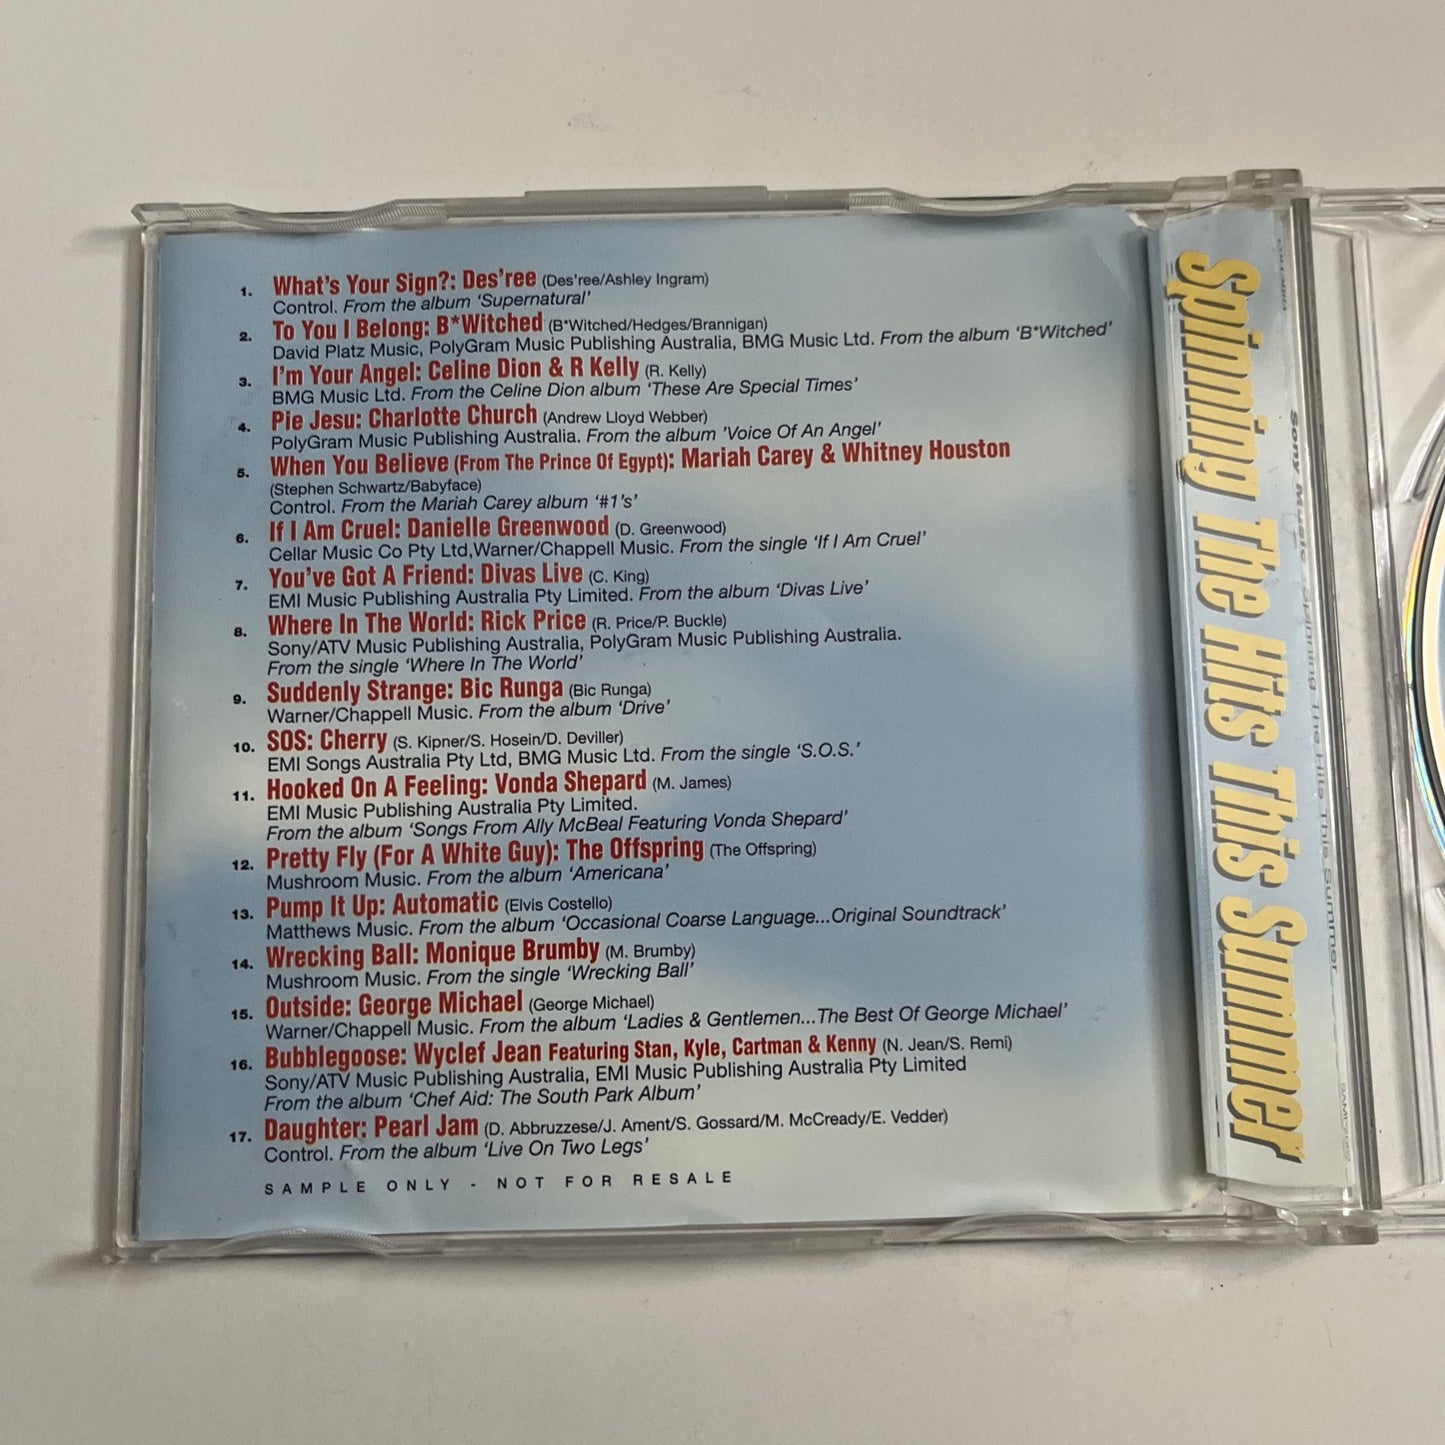 1. What's Your Sign?: Des'ree (Des'ree/Ashley Ingram)
Control. From the album 'Supernatural'
2. To You I Belong: B*Witched (B*Witched/Hedges/Brannigan)
David Platz Music, PolyGram Music Publishing Australia, BMG Music Ltd. From the album 'B*Witched'
3. I'm Your Angel: Celine Dion & R Kelly (R. Kelly)
BMG Music Ltd. From the Celine Dion album 'These Are Special Times'
4. Pie Jesu: Charlotte Church (Andrew Lloyd Webber)
PolyGram Music Publishing Australia. From the album 'Voice Of An Angel'
5. When You Believe (From The Prince Of Egypt): Mariah Carey & Whitney Houston
(Stephen Schwartz/Babyface)
Control. From the Mariah Carey album '#1's'
6. If I Am Cruel: Danielle Greenwood (D. Greenwood)
Cellar Music Co Pty Ltd,Warner/Chappell Music. From the single 'If I Am Cruel'
7. You've Got A Friend: Divas Live (C. King)
EMI Music Publishing Australia Pty Limited. From the album 'Divas Live'
8. Where In The World: Rick Price (R. Price/P. Buckle)
Sony/ATV Music Publishing Australia, PolyGram Music Publishing Australia.
From the single 'Where In The World'
9. Suddenly Strange: Bic Runga (Bic Runga)
Warner/Chappell Music. From the album 'Drive'
10. SOS: Cherry (S. Kipner/S. Hosein/D. Deviller)
EMI Songs Australia Pty Ltd, BMG Music Ltd. From the single 'S.O.S.'
11. Hooked On A Feeling: Vonda Shepard (M. James)
EMI Music Publishing Australia Pty Limited.
From the album 'Songs From Ally McBeal Featuring Vonda Shepard'
12. Pretty Fly (For A White Guy): The Offspring (The Offspring)
Mushroom Music. From the album 'Americana'
13. Pump It Up: Automatic (Elvis Costello)
Matthews Music. From the album 'Occasional Coarse Language...Original Soundtrack'
14. Wrecking Ball: Monique Brumby (M. Brumby)
Mushroom Music. From the single 'Wrecking Ball'
15. Outside: George Michael (George Michael)
Warner/Chappell Music. From the album 'Ladies & Gentlemen...The Best Of George Michael'
16. Bubblegoose: Wyclef Jean Featuring Stan, Kyle, Cartman & Kenny (N. Jean/S. Remi)
Sony/ATV Music Publishing Australia, EMI Music Publishing Australia Pty Limited
From the album 'Chef Aid: The South Park Album'
17. Daughter: Pearl Jam (D. Abbruzzese/J. Ament/S. Gossard/M. McCready/E. Vedder)
Control. From the album 'Live On Two Legs'
SAMPLE ONLY - NOT FOR RESALE
Spinning The Hits This Summer
Sony Music Spinning The Hits This Summer